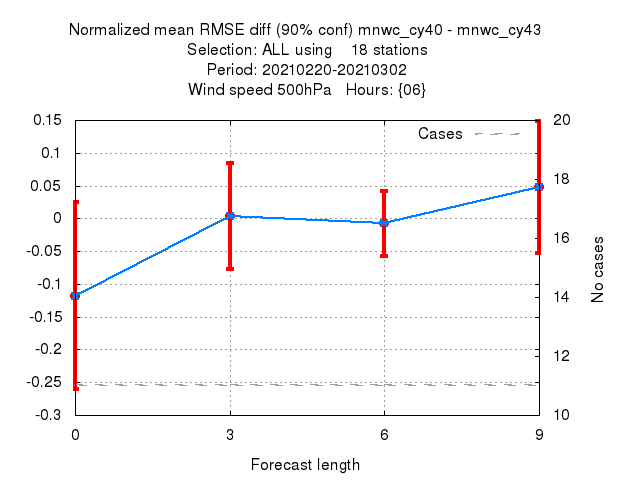 Normalized mean RMSE diff (90% conf) mnwc_cy40 - mnwc_cy43
Selection: ALL using    18 stations
Period: 20210220-20210302
Wind speed 500hPa   Hours: {06}
Cases
0.15
0.1
0.05
0
-0.05
-0.1
-0.15
-0.2
-0.25
-0.3
20
18
16
14
12
10
No cases
0 3 6 9
Forecast length